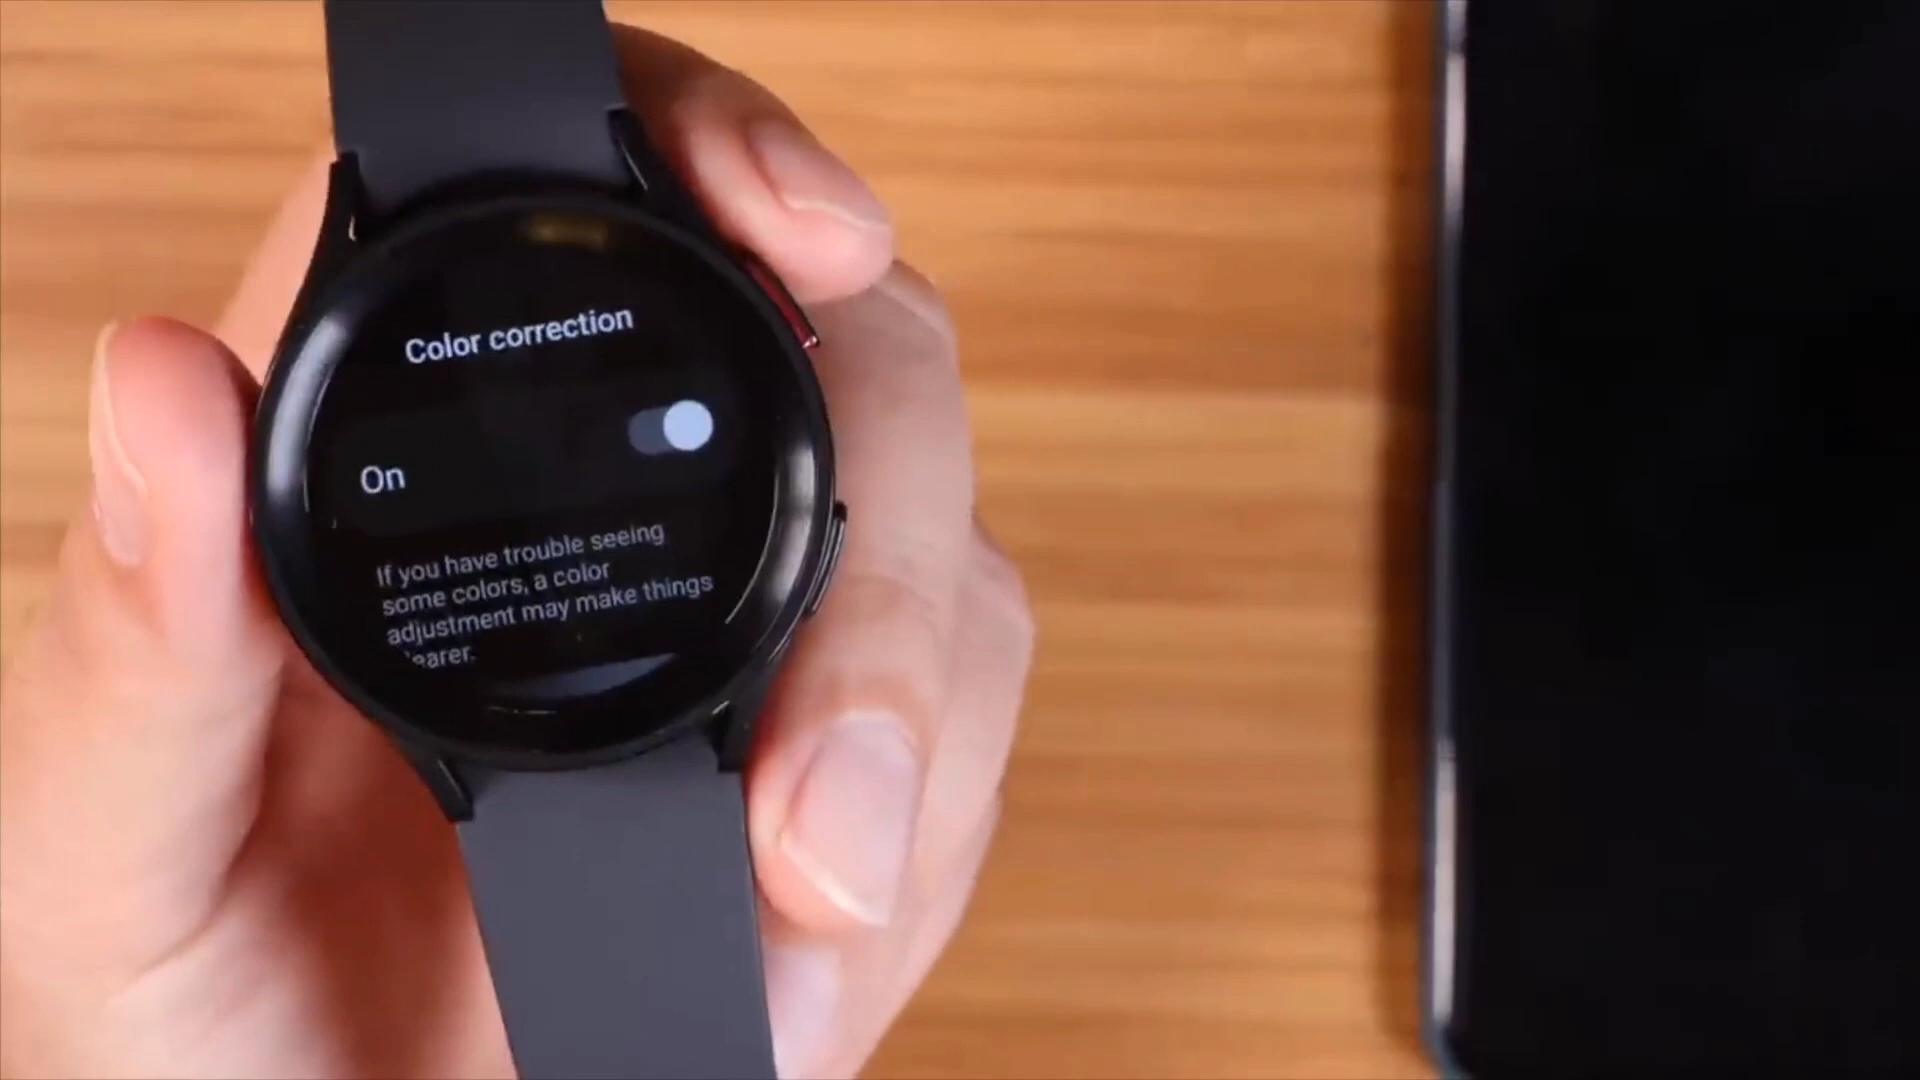 Color correction
On
If you have trouble seeing
some colors, a color
adjustment may make things